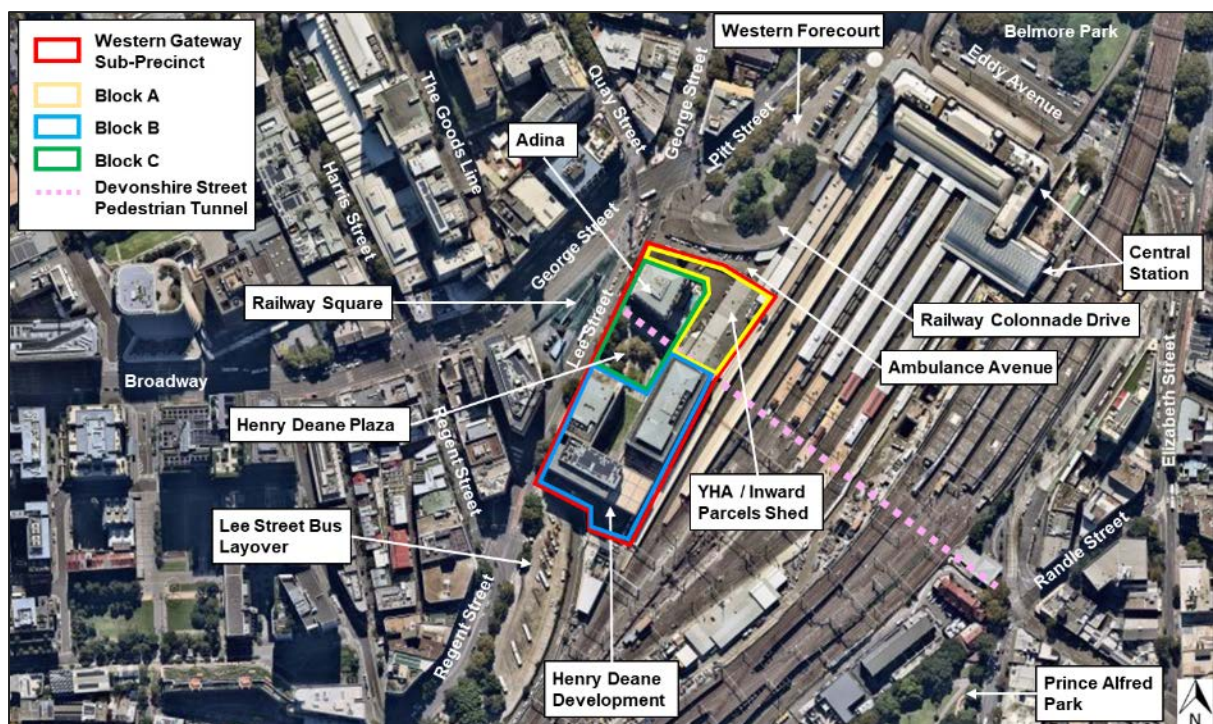 Western Gateway
Sub-Precinct
Block A
Block B
Block C
Devonshire Street
Pedestrian Tunnel
Western Forecourt
Belmore Park
Eddy Avenue
The Goods Line
Quay Street
George Street
Pitt Street
Adina
Harris Street
George Street
Central
Station
Railway Square
Lee Street
Railway Colonnade Drive
Ambulance Avenue
Elizabeth Street
Broadway
Henry Deane Plaza
Regent Street
YHA / Inward
Parcels Shed
Lee Street Bus
Layover
Randle Street
Regent Street
Henry Deane
Development
Prince Alfred
Park
N